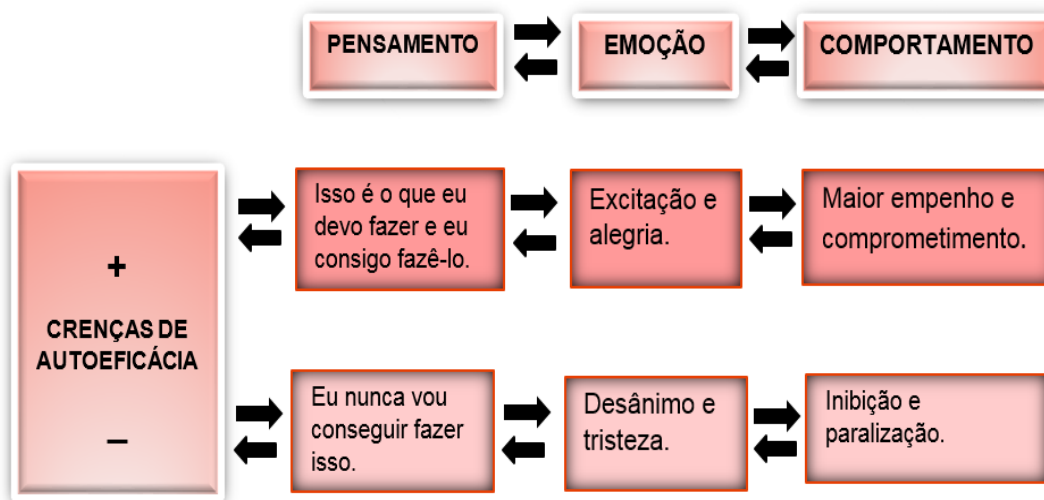 PENSAMENTO
EMOÇÃO
COMPORTAMENTO
+
CRENÇAS DE
AUTOEFICÁCIA
–
Isso é o que eu
devo fazer e eu
consigo fazê-lo.
Excitação e
alegria.
Maior empenho e
comprometimento.
Eu nunca vou
conseguir fazer
isso.
Desânimo e
tristeza.
Inibição e
paralização.